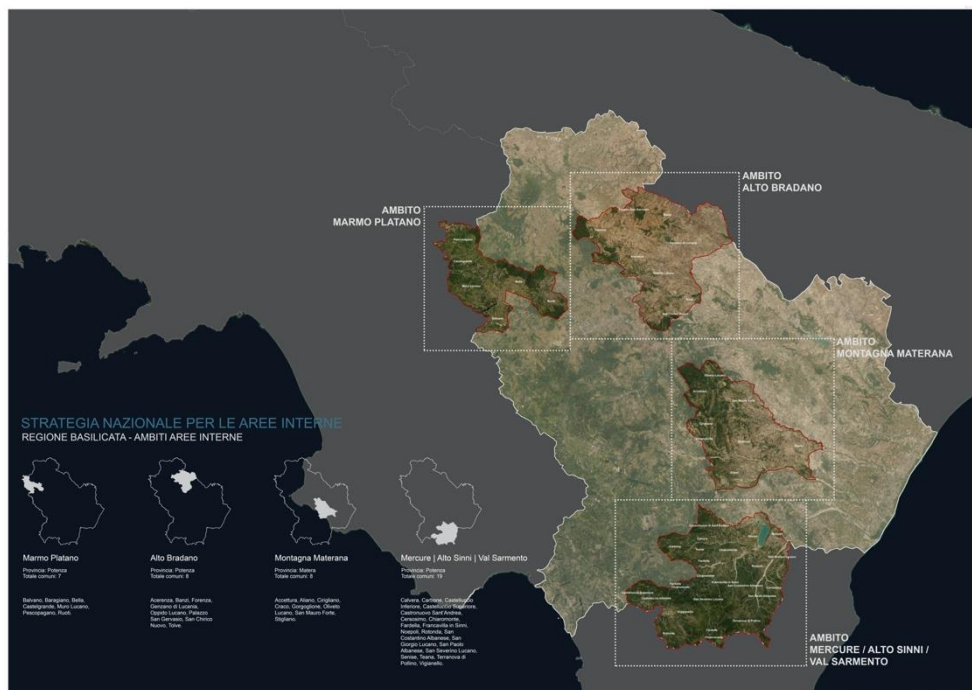 AMBITO
ALTO BRADANO
AMBITO
MARMO PLATANO
AMBITO
MONTAGNA MATERANA
AMBITO
MERCURE / ALTO SINNI /
VAL SARMENTO
STRATEGIA NAZIONALE PER LE AREE INTERNE
REGIONE BASILICATA - AMBITI AREE INTERNE
Marmo Platano
Provincia: Potenza
Totale comuni: 7
Balvano, Baragiano, Bella,
Castelgrande, Muro Lucano,
Pescopagano, Ruoti.
Alto Bradano
Provincia: Potenza
Totale comuni: 8
Acerenza, Banzi, Forenza,
Genzano di Lucania,
Oppido Lucano, Palazzo
San Gervasio, San Chirico
Nuovo, Tolve.
Montagna Materana
Provincia: Matera
Totale comuni: 8
Accettura, Aliano, Cirigliano,
Craco, Gorgoglione, Oliveto
Lucano, San Mauro Forte,
Stigliano.
Mercure | Alto Sinni | Val Sarmento
Provincia: Potenza
Totale comuni: 19
Calvera, Carbone, Castelluccio
Inferiore, Castelluccio Superiore,
Castronuovo Sant'Andrea,
Cersosimo, Chiaromonte,
Fardella, Francavilla in Sinni,
Noepoli, Rotonda, San
Costantino Albanese, San
Giorgio Lucano, San Paolo
Albanese, San Severino Lucano,
Senise, Teana, Terranova di
Pollino, Viggianello.